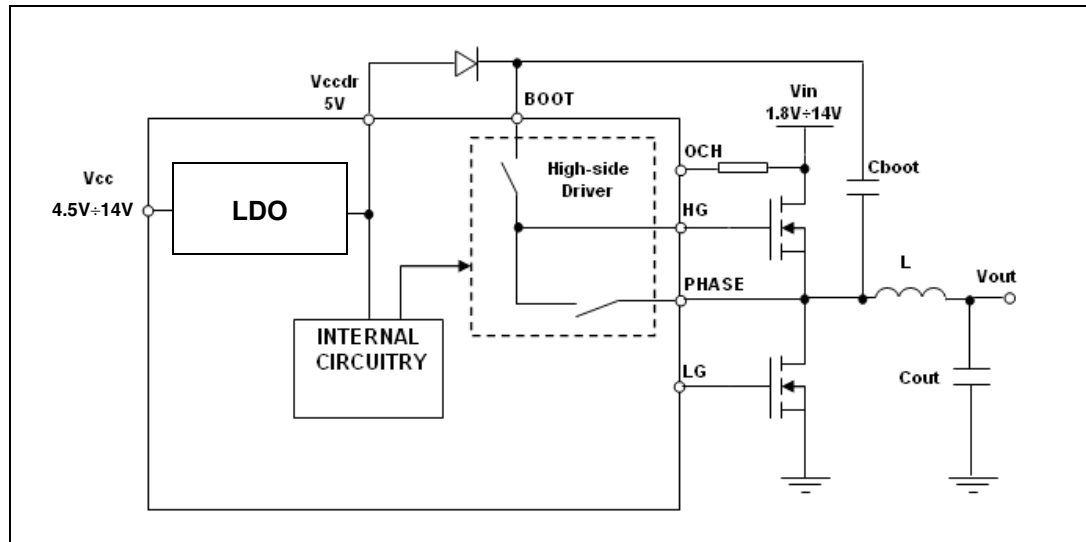 Vccdr
5V
BOOT
Vin
1.8V÷14V
OCH
High-side
Driver
Cboot
Vcc
4.5V÷14V
LDO
HG
L
Vout
PHASE
INTERNAL
CIRCUITRY
LG
Cout